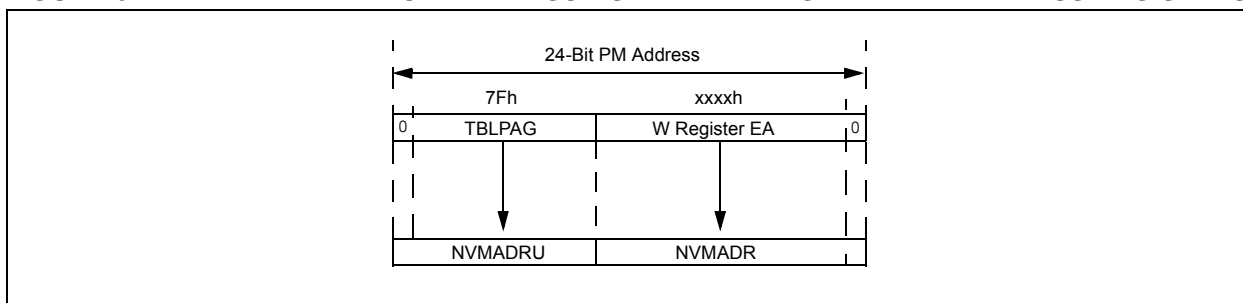 24-Bit PM Address
7Fh xxxxh
0 TBLPAG W Register EA 0
NVMADRU NVMADR